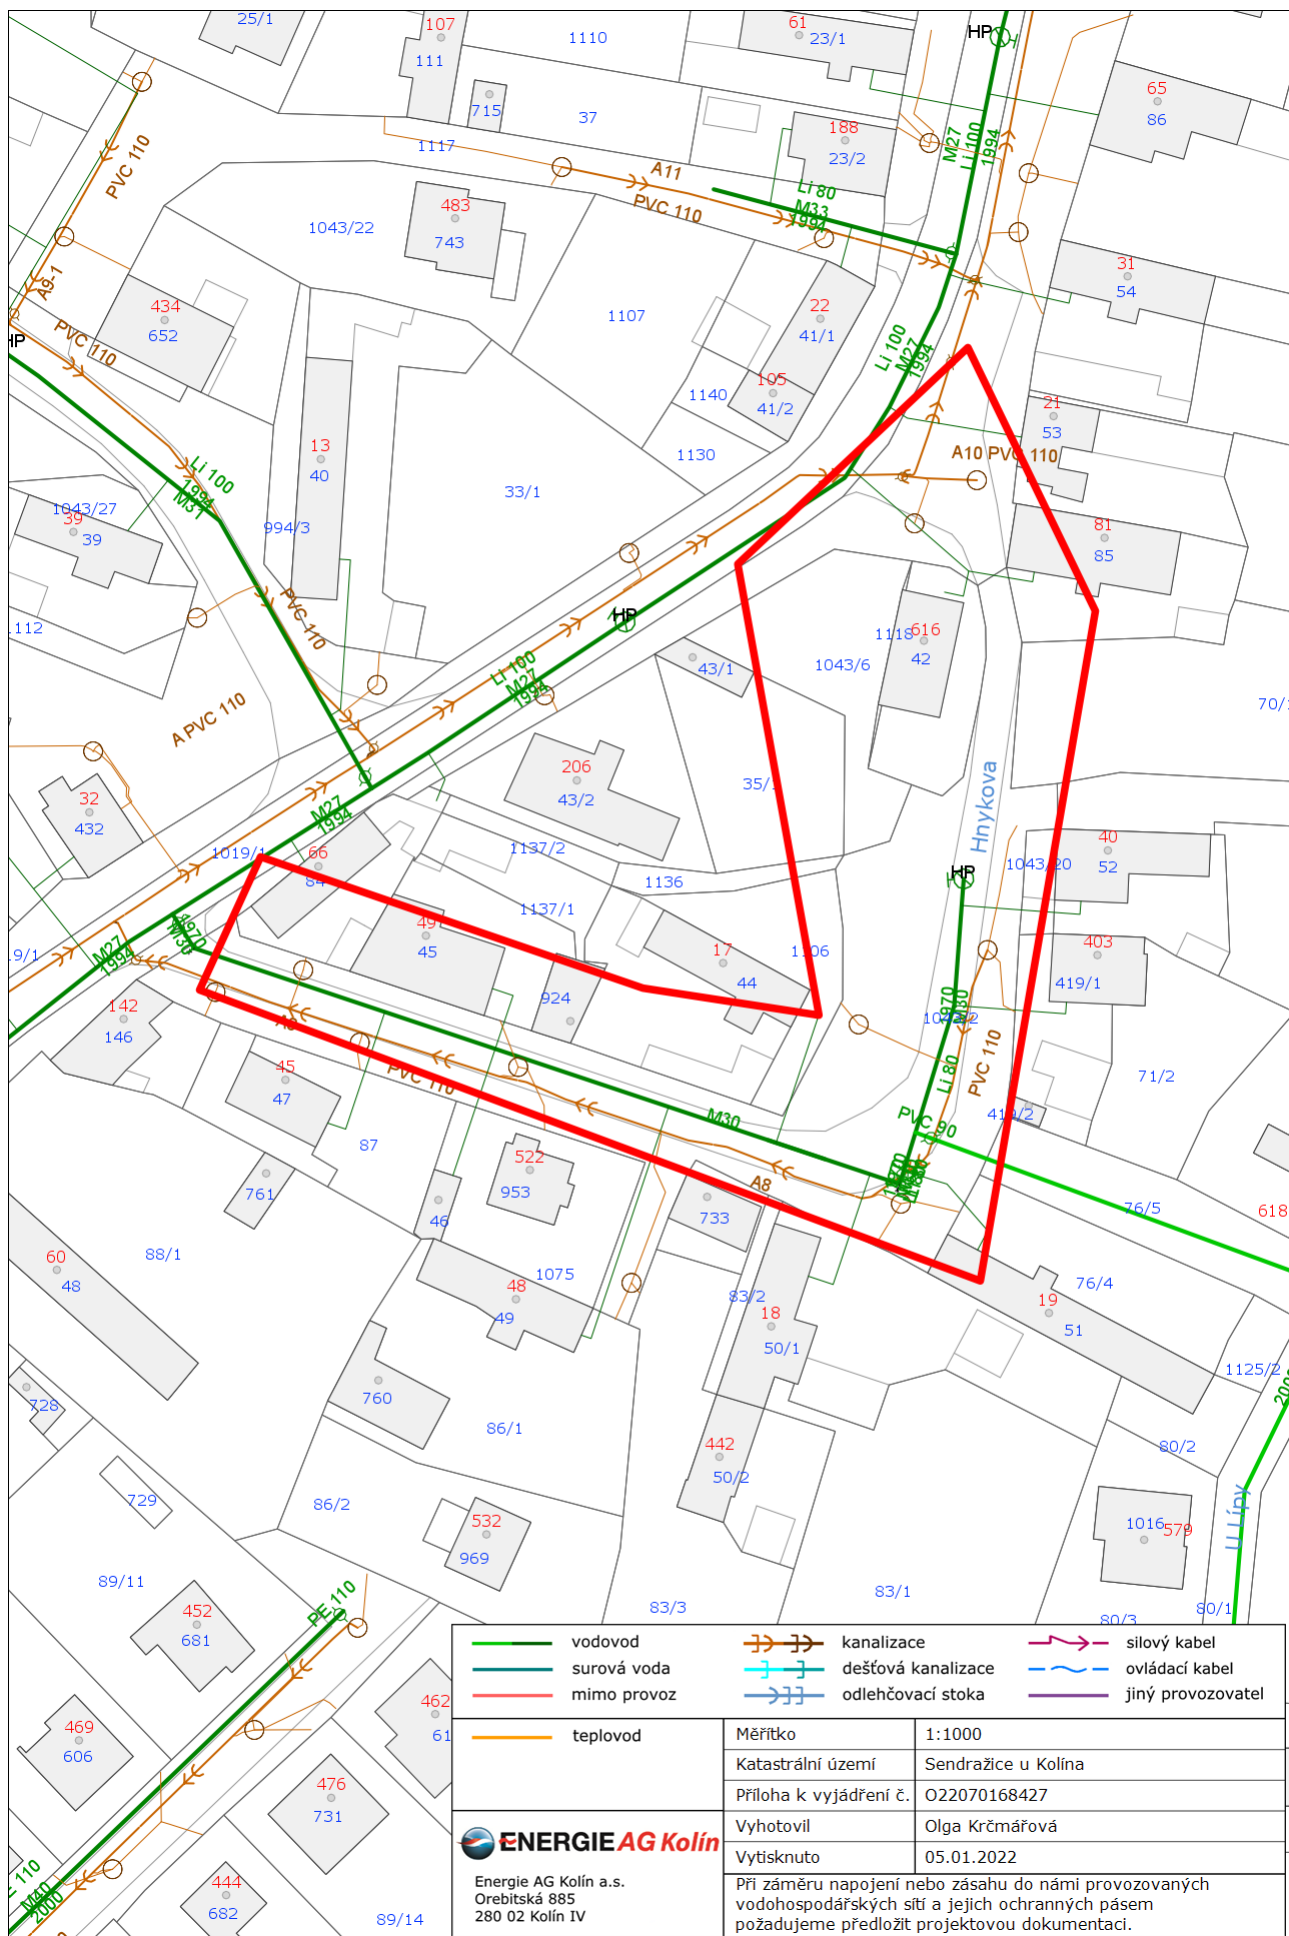 25/1
107
111
1110
61
23/1
HP
65
86
715
37
1117
188
23/2
M27
Li 100
1994
PVC 110
A11
PVC 110
Li 80
M33
1994
483
743
1043/22
31
54
A9-1
434
652
HP
PVC 110
1107
22
41/1
Li 100
M27
1994
105
41/2
1140
1130
21
53
A10 PVC 110
13
40
Li 100
1994
M31
1043/27
39
39
33/1
994/3
81
85
PVC 110
1112
HP
43/1
1118
616
42
1043/6
Li 100
M27
1994
A PVC 110
70/
206
43/2
35/
Hnykova
32
432
M27
1994
1019/1
66
84
1137/2
1136
HP
1043/20
40
52
1137/1
49
45
17
44
1106
403
419/1
19/1
M27
1994
1970
M30
924
142
146
A8
PVC 110
1970
M30
Li 80
PVC 110
71/2
45
47
87
M30
PVC 90
419/2
522
953
A8
761
46
733
76/5
618
88/1
60
48
1075
48
49
83/2
18
50/1
76/4
19
51
1125/2
728
760
86/1
442
50/2
80/2
729
86/2
532
969
U Lípy
1016
579
89/11
452
681
PE 110
83/3
83/1
80/3
80/1
469
606
462
61
476
731
444
682
M40
2000
89/14
vodovod
surová voda
mimo provoz
teplovod
kanalizace
dešťová kanalizace
odlehčovací stoka
silový kabel
ovládací kabel
jiný provozovatel
Měřítko 1:1000
Katastrální území Sendražice u Kolína
Příloha k vyjádření č. O22070168427
Vyhotovil Olga Krčmářová
Vytisknuto 05.01.2022
ENERGIE AG Kolín
Energie AG Kolín a.s.
Orebitská 885
280 02 Kolín IV
Při záměru napojení nebo zásahu do námi provozovaných
vodohospodářských sítí a jejich ochranných pásem
požadujeme předložit projektovou dokumentaci.